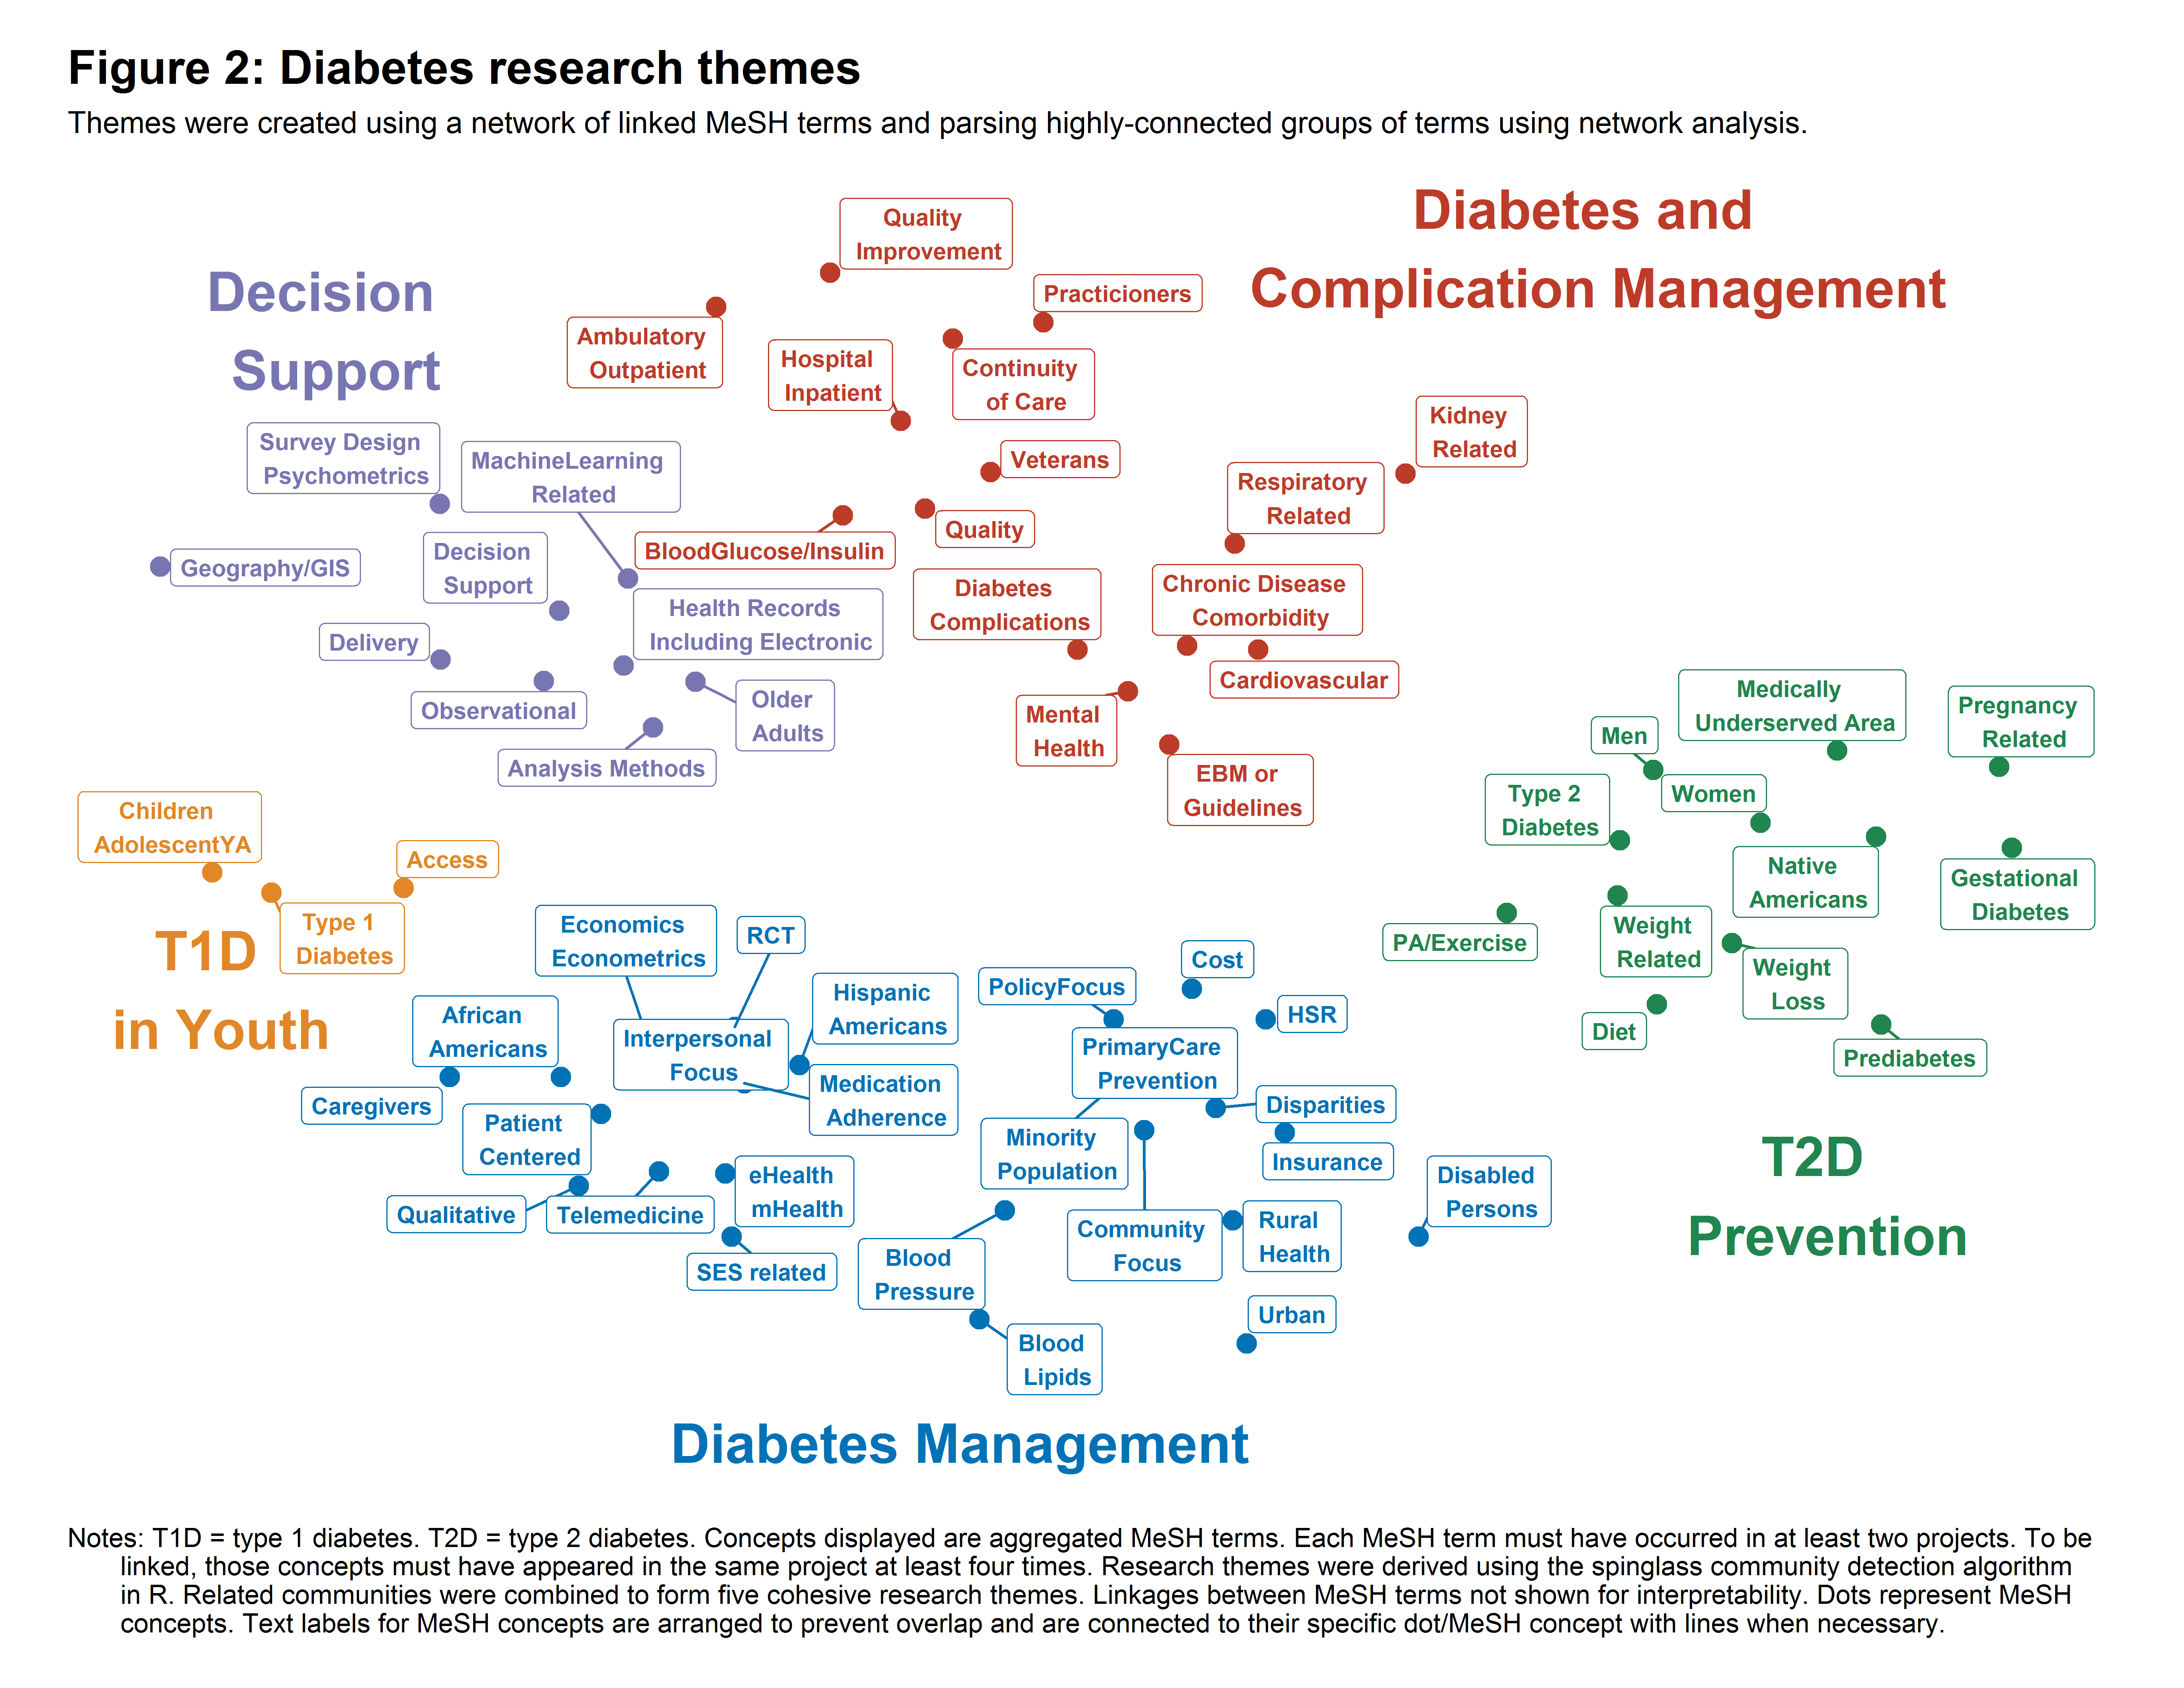 Figure 2: Diabetes research themes
Themes were created using a network of linked MeSH terms and parsing highly-connected groups of terms using network analysis.
Diabetes and
Complication Management
Quality
Improvement
Practicioners
Ambulatory
Outpatient
Hospital
Inpatient
Continuity
of Care
Kidney
Related
Veterans
Respiratory
Related
Quality
BloodGlucose/Insulin
Diabetes
Complications
Chronic Disease
Comorbidity
Cardiovascular
Mental
Health
EBM or
Guidelines
Decision
Support
Survey Design
Psychometrics
MachineLearning
Related
Geography/GIS
Decision
Support
Health Records
Including Electronic
Delivery
Observational
Older
Adults
Analysis Methods
Children
AdolescentYA
Access
Type 1
Diabetes
T1D
in Youth
Medically
Underserved Area
Pregnancy
Related
Men
Women
Type 2
Diabetes
Native
Americans
Gestational
Diabetes
PA/Exercise
Weight
Related
Weight
Loss
Diet
Prediabetes
T2D
Prevention
Economics
Econometrics
RCT
Hispanic
Americans
African
Americans
Interpersonal
Focus
Medication
Adherence
Caregivers
Patient
Centered
Qualitative
Telemedicine
eHealth
mHealth
SES related
PolicyFocus
Cost
HSR
PrimaryCare
Prevention
Disparities
Minority
Population
Insurance
Disabled
Persons
Community
Focus
Rural
Health
Blood
Pressure
Urban
Blood
Lipids
Diabetes Management
Notes: T1D = type 1 diabetes. T2D = type 2 diabetes. Concepts displayed are aggregated MeSH terms. Each MeSH term must have occurred in at least two projects. To be
linked, those concepts must have appeared in the same project at least four times. Research themes were derived using the spinglass community detection algorithm
in R. Related communities were combined to form five cohesive research themes. Linkages between MeSH terms not shown for interpretability. Dots represent MeSH
concepts. Text labels for MeSH concepts are arranged to prevent overlap and are connected to their specific dot/MeSH concept with lines when necessary.